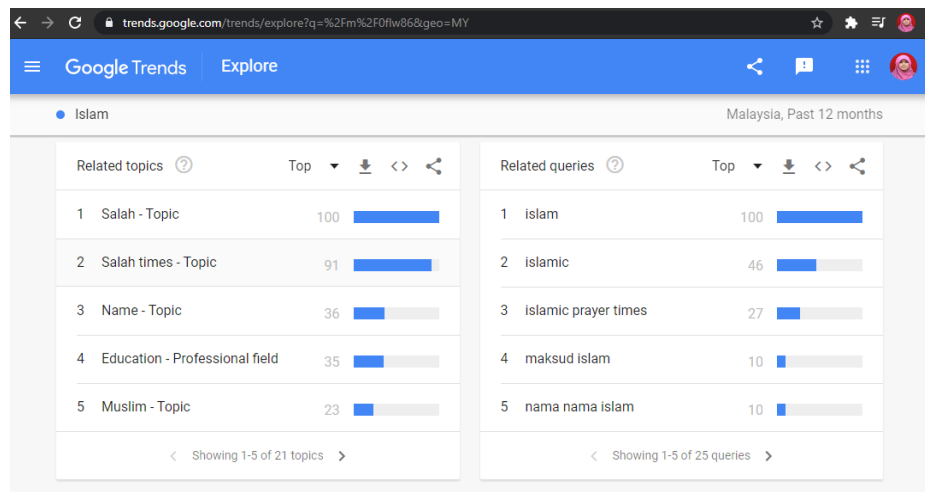 trends.google.com/trends/explore?q=%2Fm%2F0flw86&geo=MY
Google Trends Explore
Islam Malaysia, Past 12 months
Related topics Top
1 Salah - Topic 100
2 Salah times - Topic 91
3 Name - Topic 36
4 Education - Professional field 35
5 Muslim - Topic 23
Showing 1-5 of 21 topics
Related queries Top
1 islam 100
2 islamic 46
3 islamic prayer times 27
4 maksud islam 10
5 nama nama islam 10
Showing 1-5 of 25 queries